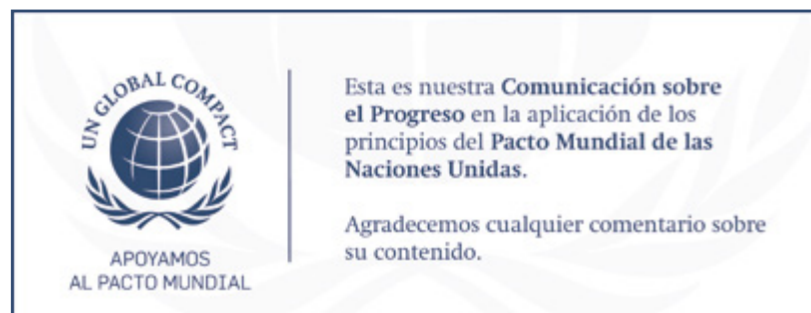 UN GLOBAL COMPACT
APOYAMOS
AL PACTO MUNDIAL
Esta es nuestra Comunicación sobre
el Progreso en la aplicación de los
principios del Pacto Mundial de las
Naciones Unidas.
Agradecemos cualquier comentario sobre
su contenido.